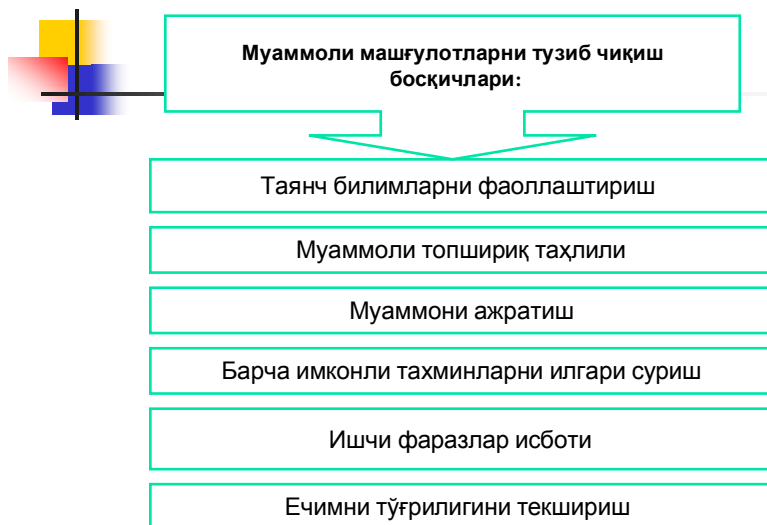 Муаммоли машғулотларни тузиб чиқиш
босқичлари:
Таянч билимларни фаоллаштириш
Муаммоли топшириқ таҳлили
Муаммони ажратиш
Барча имконли тахминларни илгари суриш
Ишчи фаразлар исботи
Ечимни тўғрилигини текшириш